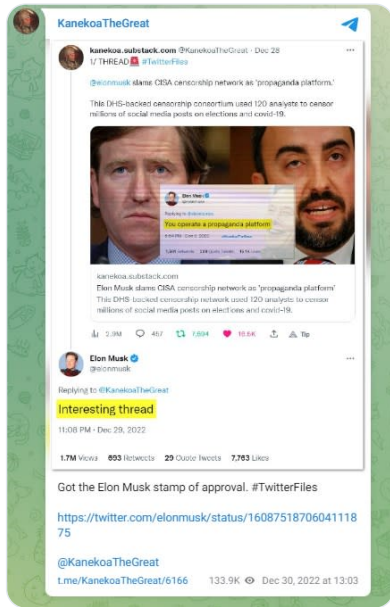 KanekoaTheGreat
kanekoa.substack.com @KanekoaTheGreat · Dec 28
1/ THREAD🚨 #TwitterFiles
@elonmusk slams CISA censorship network as 'propaganda platform.'
This DHS-backed censorship consortium used 120 analysts to censor
millions of social media posts on elections and covid-19.
Elon Musk
You operate a propaganda platform
kanekoa.substack.com
Elon Musk slams CISA censorship network as 'propaganda platform'
This DHS-backed censorship network used 120 analysts to censor
millions of social media posts on elections and covid-19.
2.9M 457 Tip
Elon Musk
@elonmusk
Replying to @KanekoaTheGreat
Interesting thread
11:08 PM · Dec 29, 2022
1.7M Views 693 Retweets 29 Quote Tweets 7,763 Likes
Got the Elon Musk stamp of approval. #TwitterFiles
https://twitter.com/elonmusk/status/16087518706041118
75
@KanekoaTheGreat
t.me/KanekoaTheGreat/6166 133.9K Dec 30, 2022 at 13:03